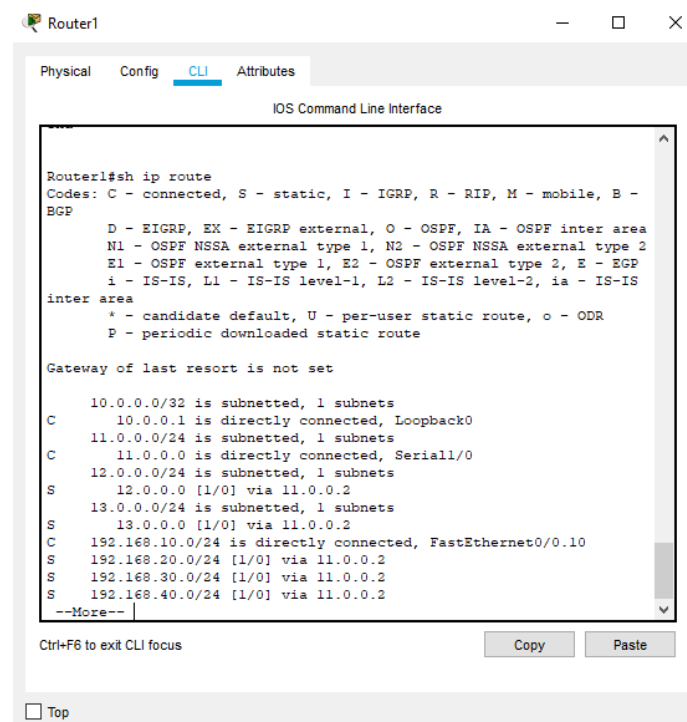 Router1
Physical Config CLI Attributes
IOS Command Line Interface
Router1#sh ip route
Codes: C - connected, S - static, I - IGRP, R - RIP, M - mobile, B -
BGP
D - EIGRP, EX - EIGRP external, O - OSPF, IA - OSPF inter area
N1 - OSPF NSSA external type 1, N2 - OSPF NSSA external type 2
E1 - OSPF external type 1, E2 - OSPF external type 2, E - EGP
i - IS-IS, L1 - IS-IS level-1, L2 - IS-IS level-2, ia - IS-IS
inter area
* - candidate default, U - per-user static route, o - ODR
P - periodic downloaded static route
Gateway of last resort is not set
10.0.0.0/32 is subnetted, 1 subnets
C 10.0.0.1 is directly connected, Loopback0
11.0.0.0/24 is subnetted, 1 subnets
C 11.0.0.0 is directly connected, Serial1/0
12.0.0.0/24 is subnetted, 1 subnets
S 12.0.0.0 [1/0] via 11.0.0.2
13.0.0.0/24 is subnetted, 1 subnets
S 13.0.0.0 [1/0] via 11.0.0.2
C 192.168.10.0/24 is directly connected, FastEthernet0/0.10
S 192.168.20.0/24 [1/0] via 11.0.0.2
S 192.168.30.0/24 [1/0] via 11.0.0.2
S 192.168.40.0/24 [1/0] via 11.0.0.2
--More--
Ctrl+F6 to exit CLI focus
Copy Paste
Top